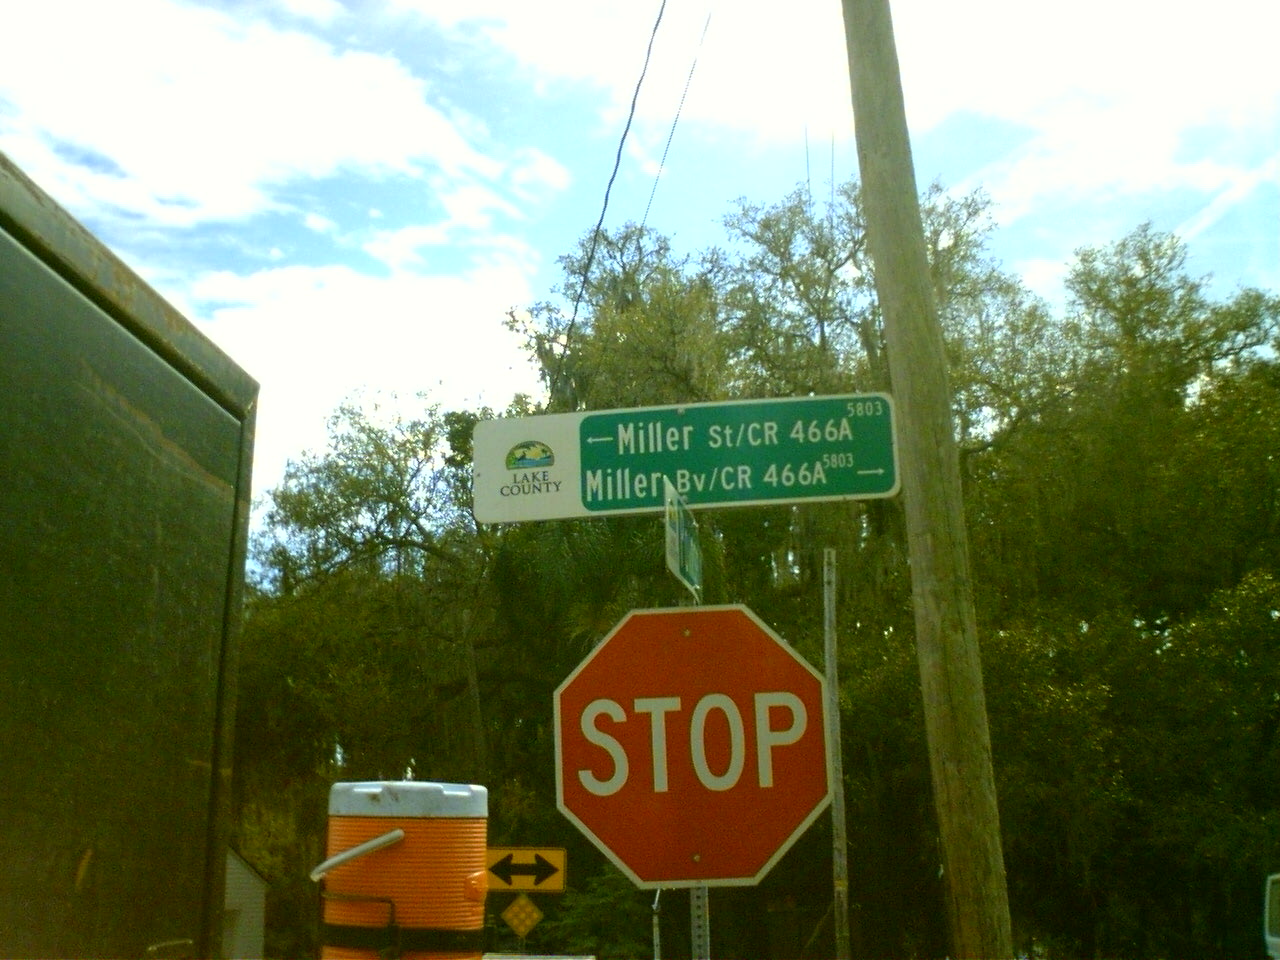 5803
←Miller St/CR 466A
Miller Bv/CR 466A 5803 →
LAKE
COUNTY
STOP